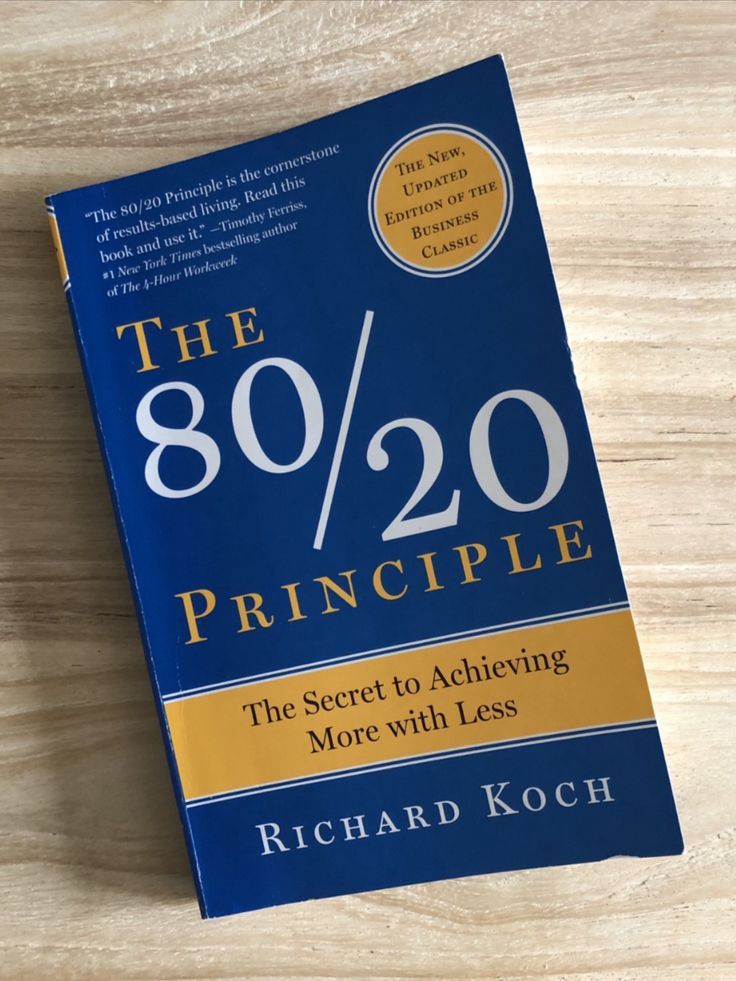 “The 80/20 Principle is the cornerstone
of results-based living. Read this
book and use it.” —Timothy Ferriss,
#1 New York Times bestselling author
of The 4-Hour Workweek
The New,
Updated
Edition of the
Business
Classic
The
80/20
Principle
The Secret to Achieving
More with Less
Richard Koch